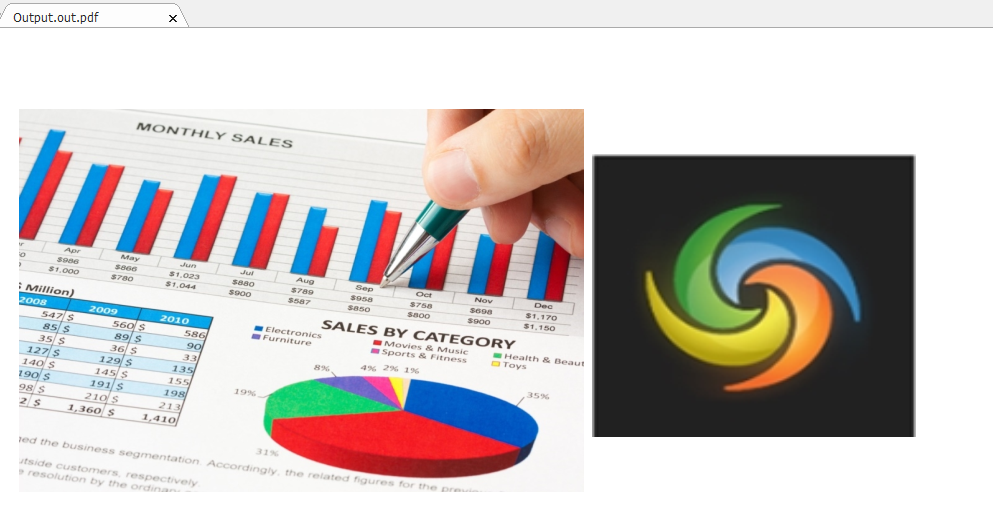 Output.out.pdf
MONTHLY SALES
Apr May Jun Jul Aug Sep Oct Nov Dec
$986 $866 $1,023 $880 $789 $958 $758 $698 $1,170
$1,000 $780 $1,044 $900 $587 $850 $800 $900 $1,150
$ Million)
2008 2009 2010
547 $ 560 $ 586
85 $ 89 $ 90
35 $ 36 $ 33
127 $ 129 $ 135
140 $ 145 $ 155
190 $ 191 $ 198
98 $ 210 $ 213
2 $ 1,360 $ 1,410
SALES BY CATEGORY
Electronics Movies & Music Health & Beaut
Furniture Sports & Fitness Toys
8% 4% 2% 1%
19% 35%
31%
ned the business segmentation. Accordingly, the related figures for the previo
utside customers, respectively.
e resolution by the ordinary